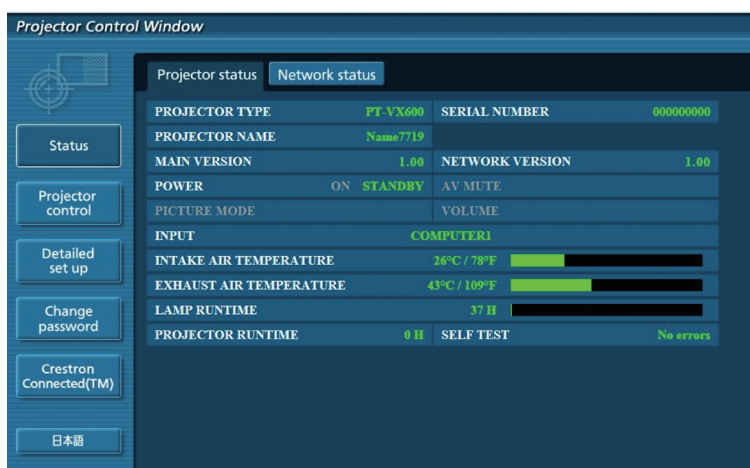 Projector Control Window
Projector status Network status
PROJECTOR TYPE PT-VX600 SERIAL NUMBER 000000000
PROJECTOR NAME Name7719
MAIN VERSION 1.00 NETWORK VERSION 1.00
POWER ON STANDBY AV MUTE
PICTURE MODE VOLUME
INPUT COMPUTER1
INTAKE AIR TEMPERATURE 26°C / 78°F
EXHAUST AIR TEMPERATURE 43°C / 109°F
LAMP RUNTIME 37 H
PROJECTOR RUNTIME 0 H SELF TEST No errors
Status
Projector
control
Detailed
set up
Change
password
Crestron
Connected(TM)
日本語